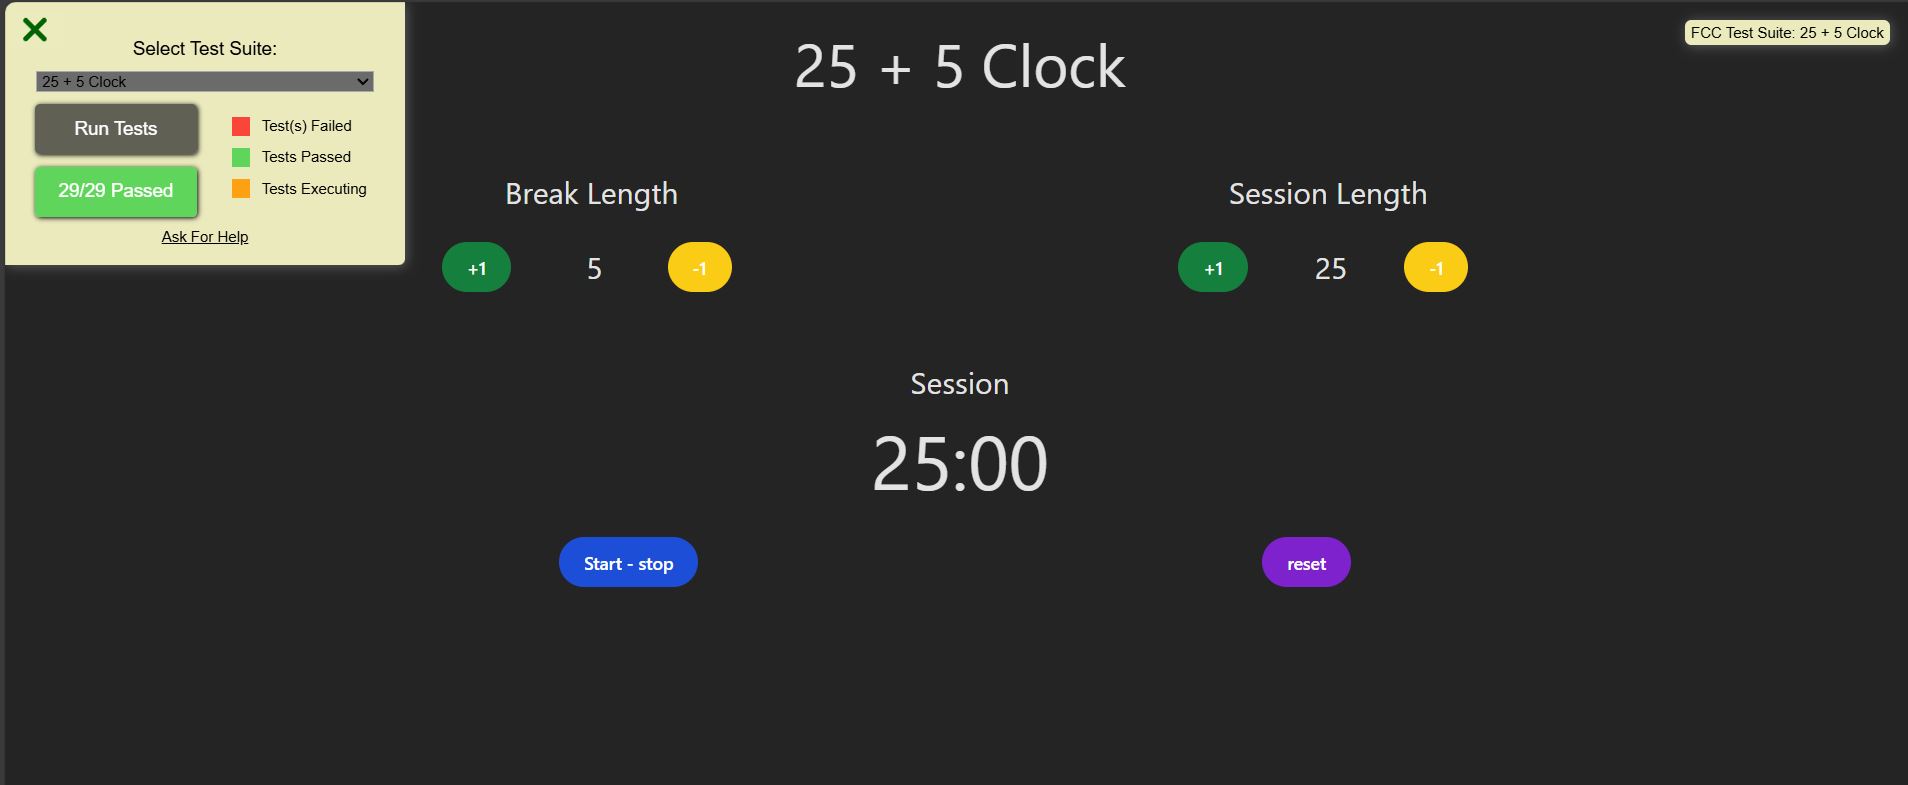 Select Test Suite:
25 + 5 Clock
Run Tests
29/29 Passed
Test(s) Failed
Tests Passed
Tests Executing
Ask For Help
25 + 5 Clock
FCC Test Suite: 25 + 5 Clock
Break Length
+1 5 -1
Session Length
+1 25 -1
Session
25:00
Start - stop
reset